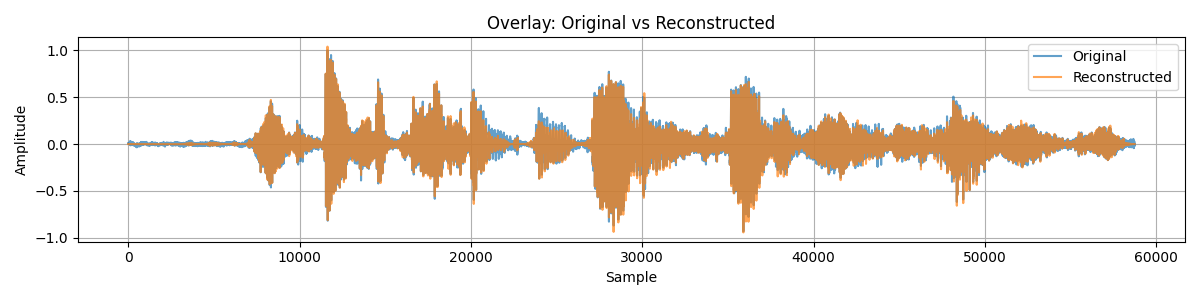 Overlay: Original vs Reconstructed
Amplitude
1.0
0.5
0.0
−0.5
−1.0
Original
Reconstructed
0 10000 20000 30000 40000 50000 60000
Sample